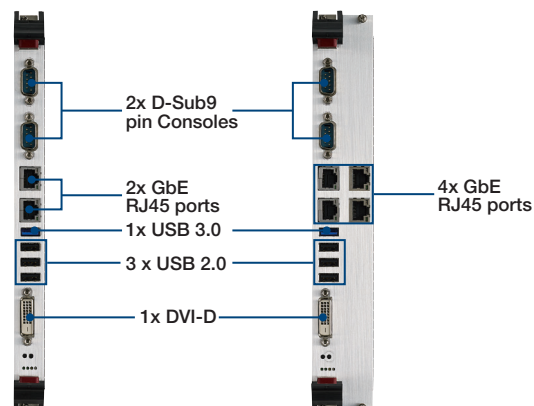 2x D-Sub9
pin Consoles
2x GbE
RJ45 ports
4x GbE
RJ45 ports
1x USB 3.0
3 x USB 2.0
1x DVI-D